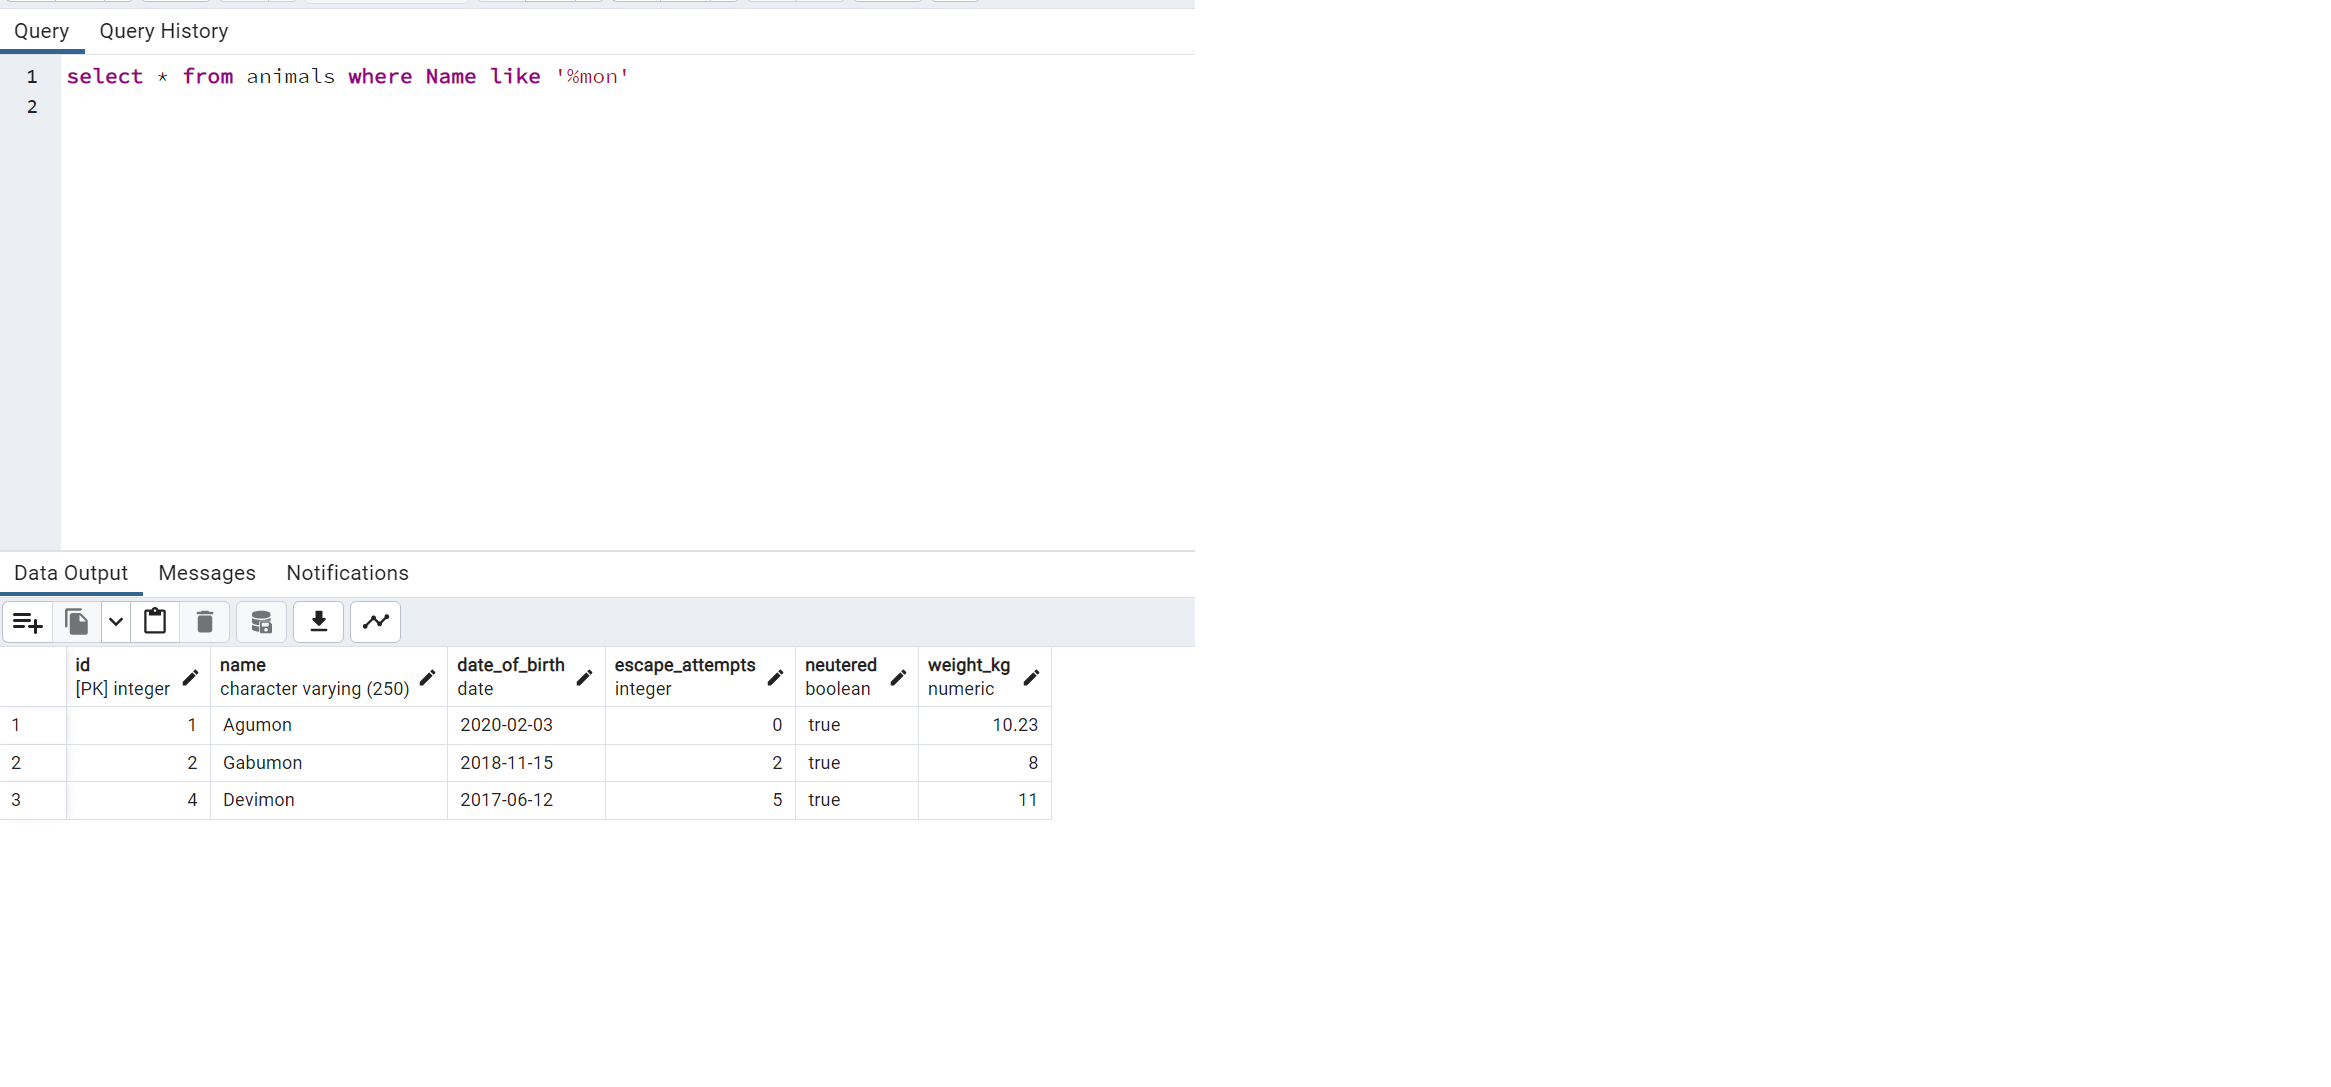 Query Query History
1 select * from animals where Name like '%mon'
2
Data Output Messages Notifications
id name date_of_birth escape_attempts neutered weight_kg
[PK] integer character varying (250) date integer boolean numeric
1 1 Agumon 2020-02-03 0 true 10.23
2 2 Gabumon 2018-11-15 2 true 8
3 4 Devimon 2017-06-12 5 true 11